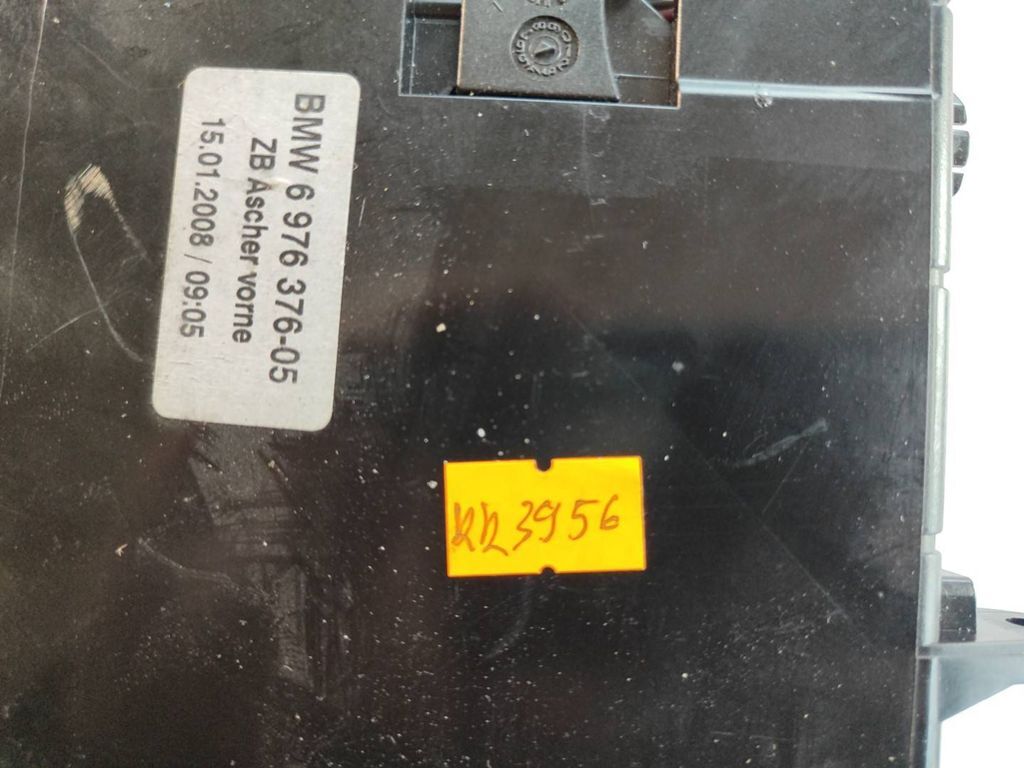 BMW 6 976 376-05
ZB Ascher vorne
15.01.2008 / 09:05
KK3956